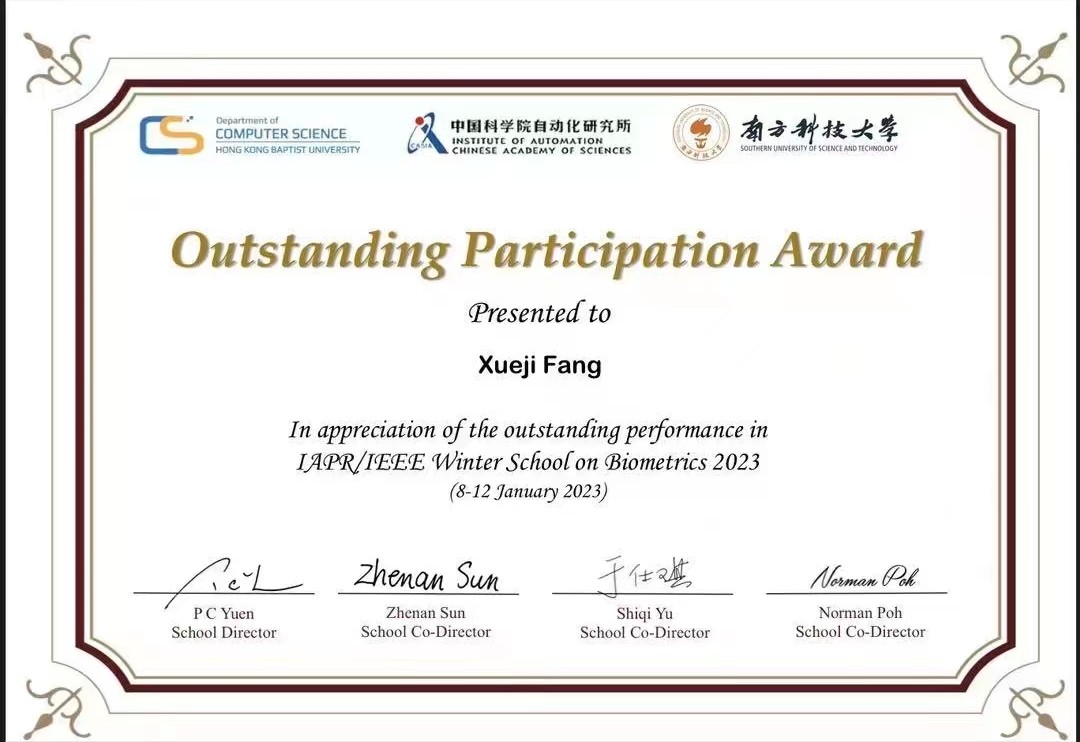 Department of
COMPUTER SCIENCE
HONG KONG BAPTIST UNIVERSITY
CASIA
中国科学院自动化研究所
INSTITUTE OF AUTOMATION
CHINESE ACADEMY OF SCIENCES
南方科技大学
SOUTHERN UNIVERSITY OF SCIENCE AND TECHNOLOGY
Outstanding Participation Award
Presented to
Xueji Fang
In appreciation of the outstanding performance in
IAPR/IEEE Winter School on Biometrics 2023
(8-12 January 2023)
Zhenan Sun
于仕琪
Norman Poh
P C Yuen
School Director
Zhenan Sun
School Co-Director
Shiqi Yu
School Co-Director
Norman Poh
School Co-Director